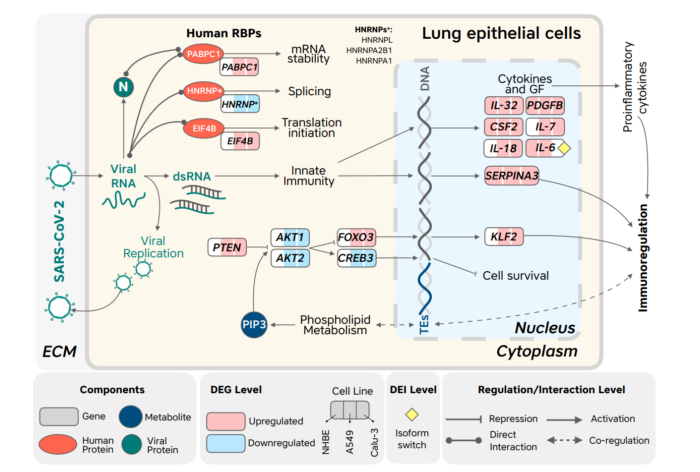 Human RBPs
HNRNPs*:
HNRNPL
HNRNPA2B1
HNRNPA1
Lung epithelial cells
PABPC1
PABPC1
mRNA
stability
N
HNRNP*
HNRNP*
Splicing
EIF4B
EIF4B
Translation
initiation
DNA
Cytokines
and GF
IL-32
PDGFB
CSF2
IL-7
IL-18
IL-6
SERPINA3
Proinflammatory
cytokines
SARS-CoV-2
Viral
RNA
dsRNA
Innate
Immunity
Viral
Replication
PTEN
AKT1
AKT2
FOXO3
CREB3
KLF2
Cell survival
Immunoregulation
PIP3
Phospholipid
Metabolism
TEs
Nucleus
Cytoplasm
ECM
Components
Gene
Metabolite
Human
Protein
Viral
Protein
DEG Level
Upregulated
Downregulated
Cell Line
NHBE
A549
Calu-3
DEI Level
Isoform
switch
Regulation/Interaction Level
Repression
Activation
Direct
Interaction
Co-regulation